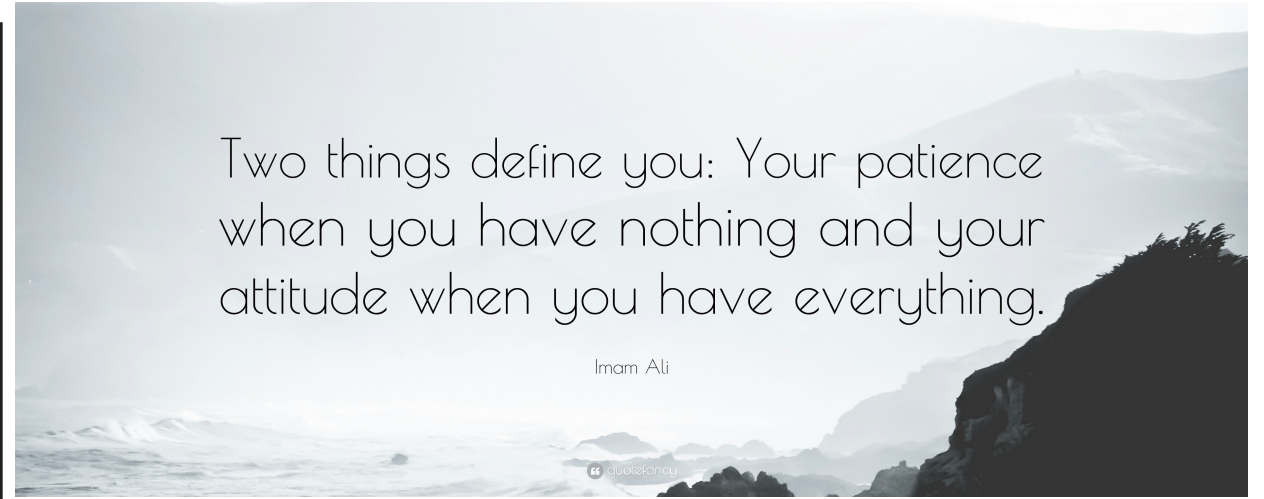 Two things define you: Your patience
when you have nothing and your
attitude when you have everything.
Imam Ali
quotefancy